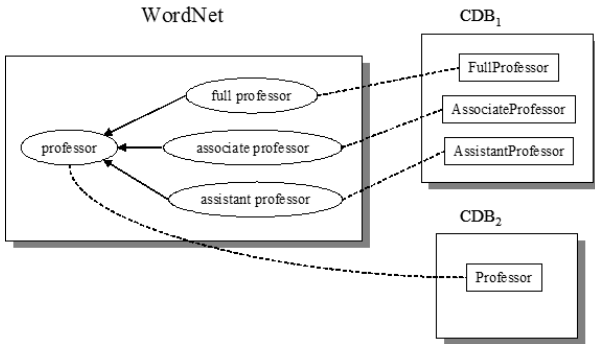 WordNet
CDB1
full professor
FullProfessor
professor
associate professor
AssociateProfessor
assistant professor
AssistantProfessor
CDB2
Professor